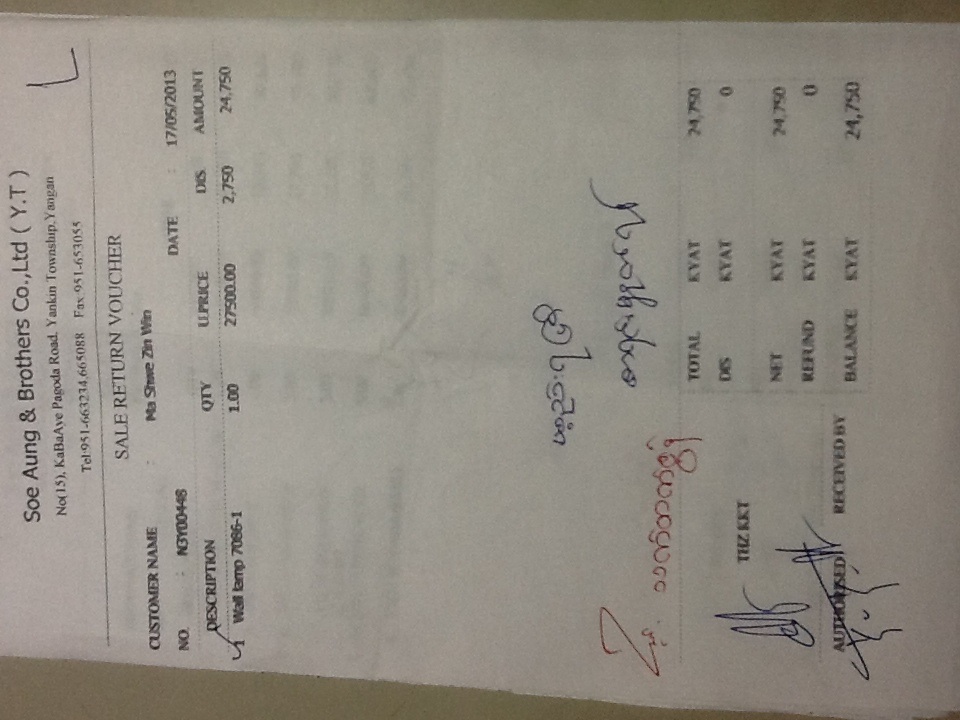 Soe Aung & Brothers Co.,Ltd ( Y.T )
No(15), KaBaAye Pagoda Road, Yankin Township,Yangan
Tel:951-663234,665088 Fax:951-653055
SALE RETURN VOUCHER
CUSTOMER NAME : Ma Shwe Zin Win
NO. : N3Y00448 DATE : 17/05/2013
DESCRIPTION QTY U.PRICE DIS AMOUNT
1 Wall lamp 7086-1 1.00 27500.00 2,750 24,750
TOTAL KYAT 24,750
DIS KYAT 0
THZ KKT
NET KYAT 24,750
REFUND KYAT 0
AUTHORISED RECEIVED BY
BALANCE KYAT 24,750